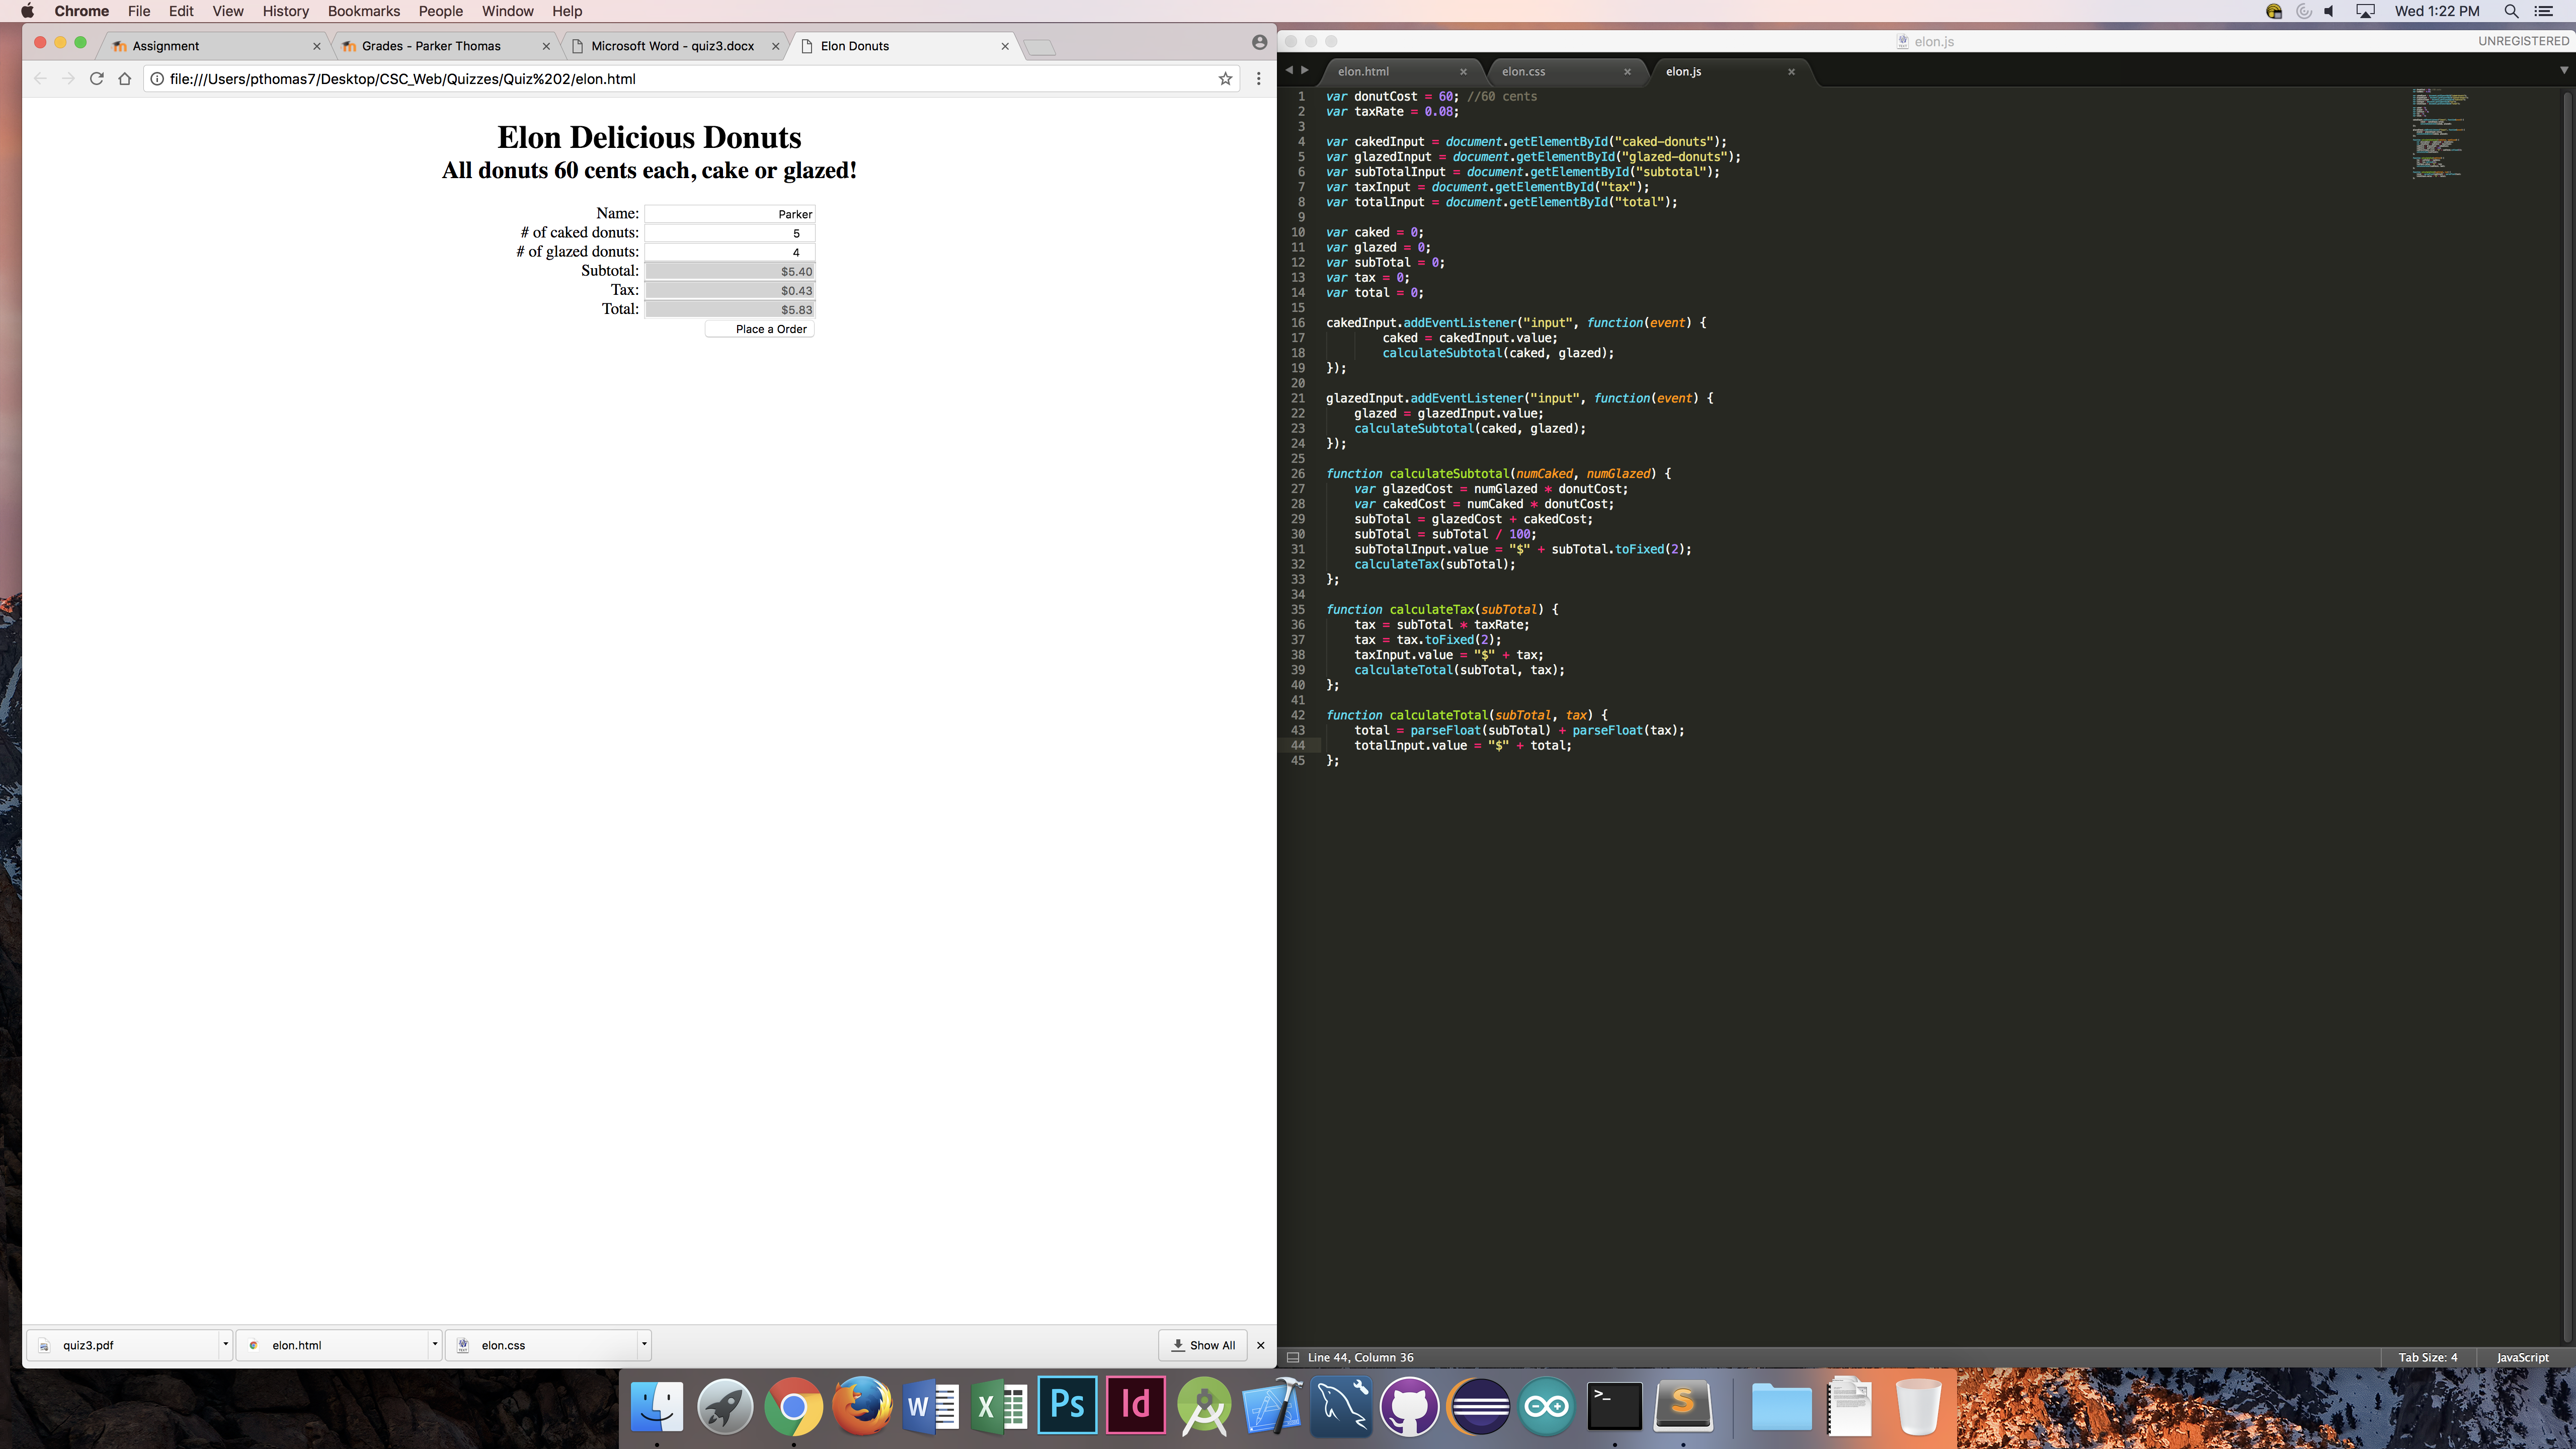 Chrome File Edit View History Bookmarks People Window Help Wed 1:22 PM
Assignment Grades - Parker Thomas Microsoft Word - quiz3.docx Elon Donuts
file:///Users/pthomas7/Desktop/CSC_Web/Quizzes/Quiz%202/elon.html
Elon Delicious Donuts
All donuts 60 cents each, cake or glazed!
Name: Parker
# of caked donuts: 5
# of glazed donuts: 4
Subtotal: $5.40
Tax: $0.43
Total: $5.83
Place a Order
quiz3.pdf elon.html elon.css Show All
elon.js UNREGISTERED
elon.html elon.css elon.js
1 var donutCost = 60; //60 cents
2 var taxRate = 0.08;
3
4 var cakedInput = document.getElementById("caked-donuts");
5 var glazedInput = document.getElementById("glazed-donuts");
6 var subTotalInput = document.getElementById("subtotal");
7 var taxInput = document.getElementById("tax");
8 var totalInput = document.getElementById("total");
9
10 var caked = 0;
11 var glazed = 0;
12 var subTotal = 0;
13 var tax = 0;
14 var total = 0;
15
16 cakedInput.addEventListener("input", function(event) {
17 caked = cakedInput.value;
18 calculateSubtotal(caked, glazed);
19 });
20
21 glazedInput.addEventListener("input", function(event) {
22 glazed = glazedInput.value;
23 calculateSubtotal(caked, glazed);
24 });
25
26 function calculateSubtotal(numCaked, numGlazed) {
27 var glazedCost = numGlazed * donutCost;
28 var cakedCost = numCaked * donutCost;
29 subTotal = glazedCost + cakedCost;
30 subTotal = subTotal / 100;
31 subTotalInput.value = "$" + subTotal.toFixed(2);
32 calculateTax(subTotal);
33 };
34
35 function calculateTax(subTotal) {
36 tax = subTotal * taxRate;
37 tax = tax.toFixed(2);
38 taxInput.value = "$" + tax;
39 calculateTotal(subTotal, tax);
40 };
41
42 function calculateTotal(subTotal, tax) {
43 total = parseFloat(subTotal) + parseFloat(tax);
44 totalInput.value = "$" + total;
45 };
Line 44, Column 36 Tab Size: 4 JavaScript
W X Ps Id >_ S